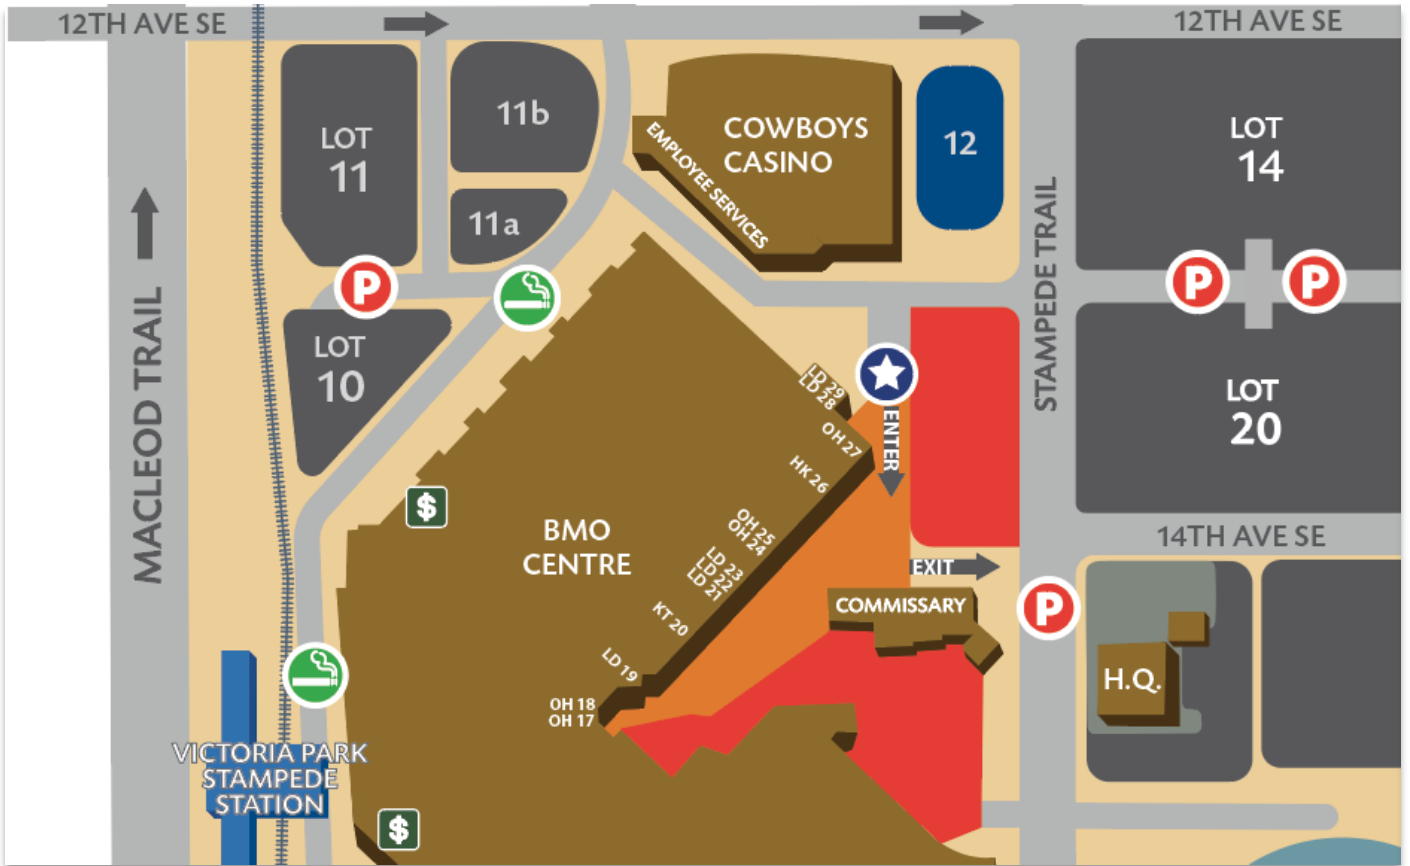 12TH AVE SE
12TH AVE SE
LOT
11
11b
11a
COWBOYS
CASINO
EMPLOYEE SERVICES
12
LOT
14
P
P
P
LOT
10
MACLEOD TRAIL
STAMPEDE TRAIL
LOT
20
LD 29
LD 28
OH 27
HK 26
ENTER
OH 25
OH 24
LD 23
LD 22
LD 21
KT 20
LD 19
OH 18
OH 17
$
BMO
CENTRE
14TH AVE SE
EXIT
COMMISSARY
P
H.Q.
VICTORIA PARK
STAMPEDE
STATION
$